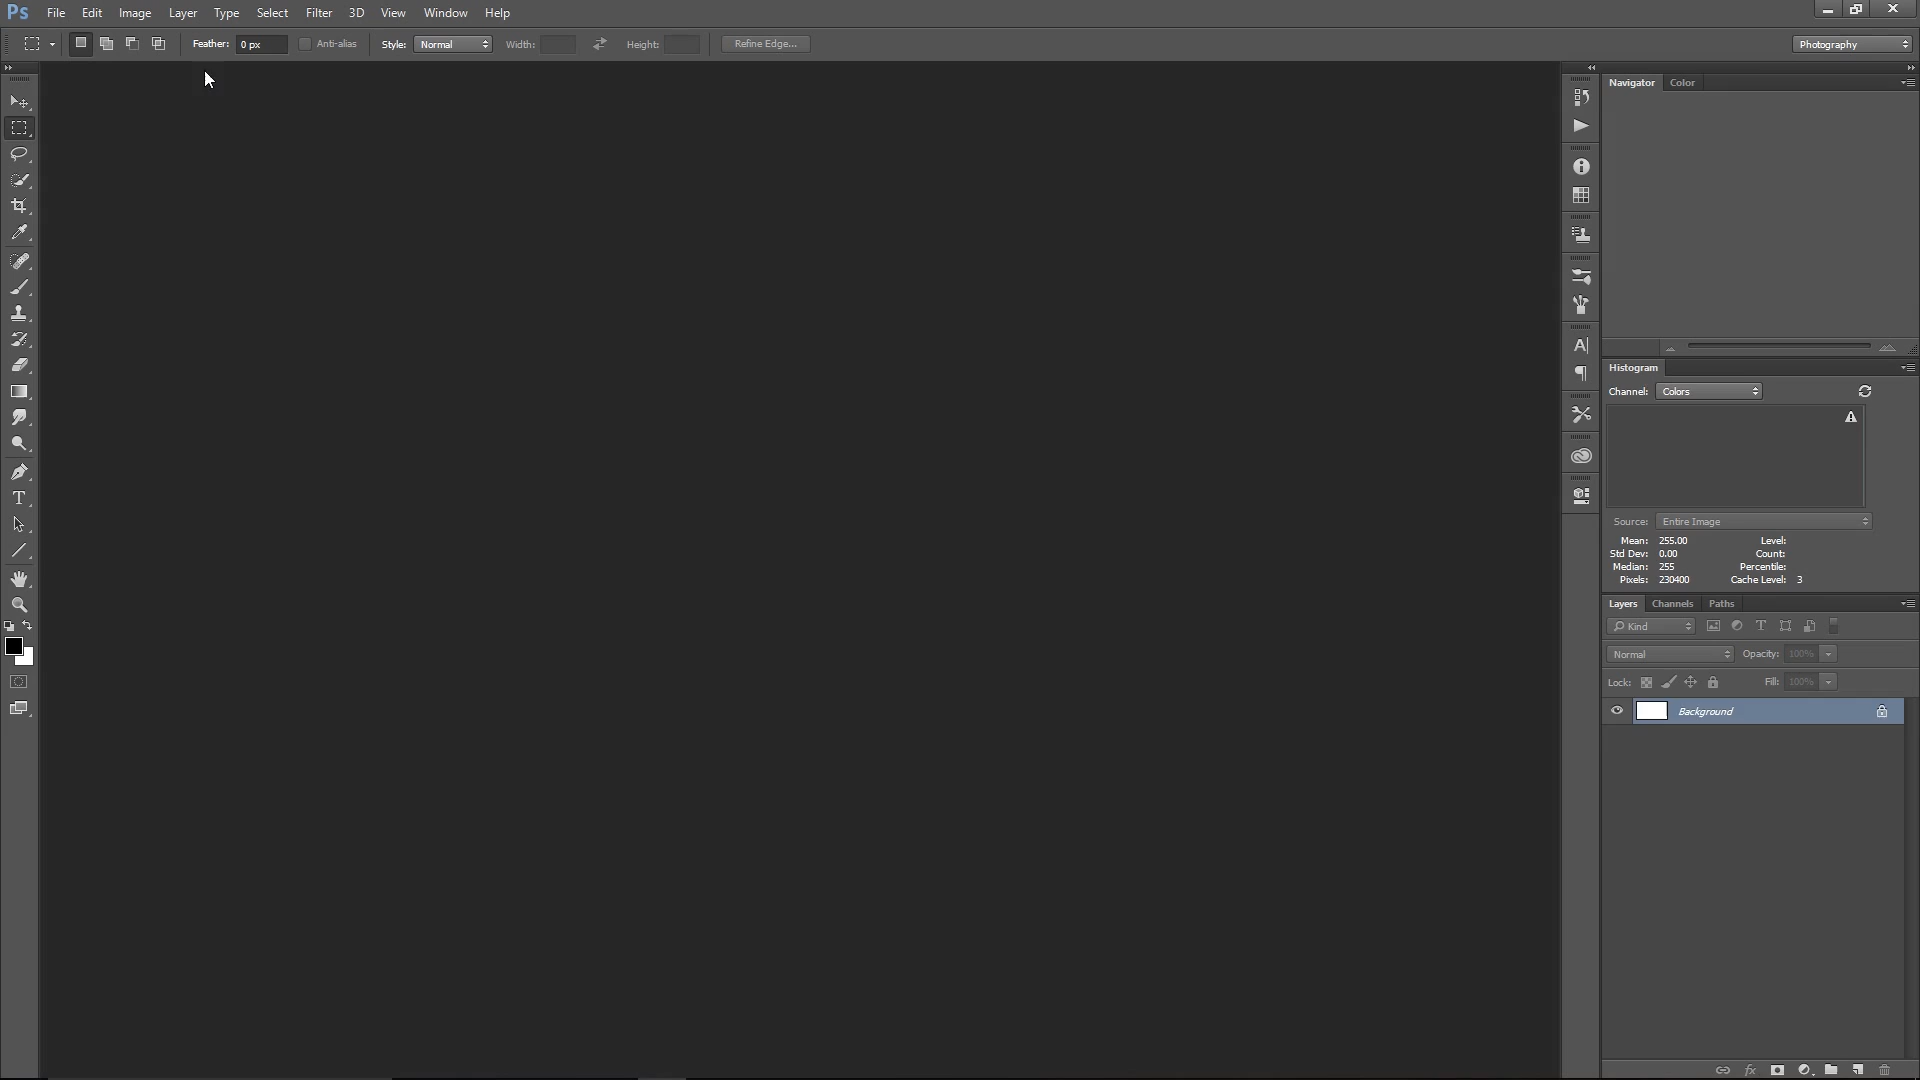 Ps File Edit Image Layer Type Select Filter 3D View Window Help
Feather: 0 px Anti-alias Style: Normal Width: Height: Refine Edge... Photography
Navigator Color
Histogram
Channel: Colors
Source: Entire Image
Mean: 255.00 Level:
Std Dev: 0.00 Count:
Median: 255 Percentile:
Pixels: 230400 Cache Level: 3
Layers Channels Paths
Kind
Normal Opacity: 100%
Lock: Fill: 100%
Background